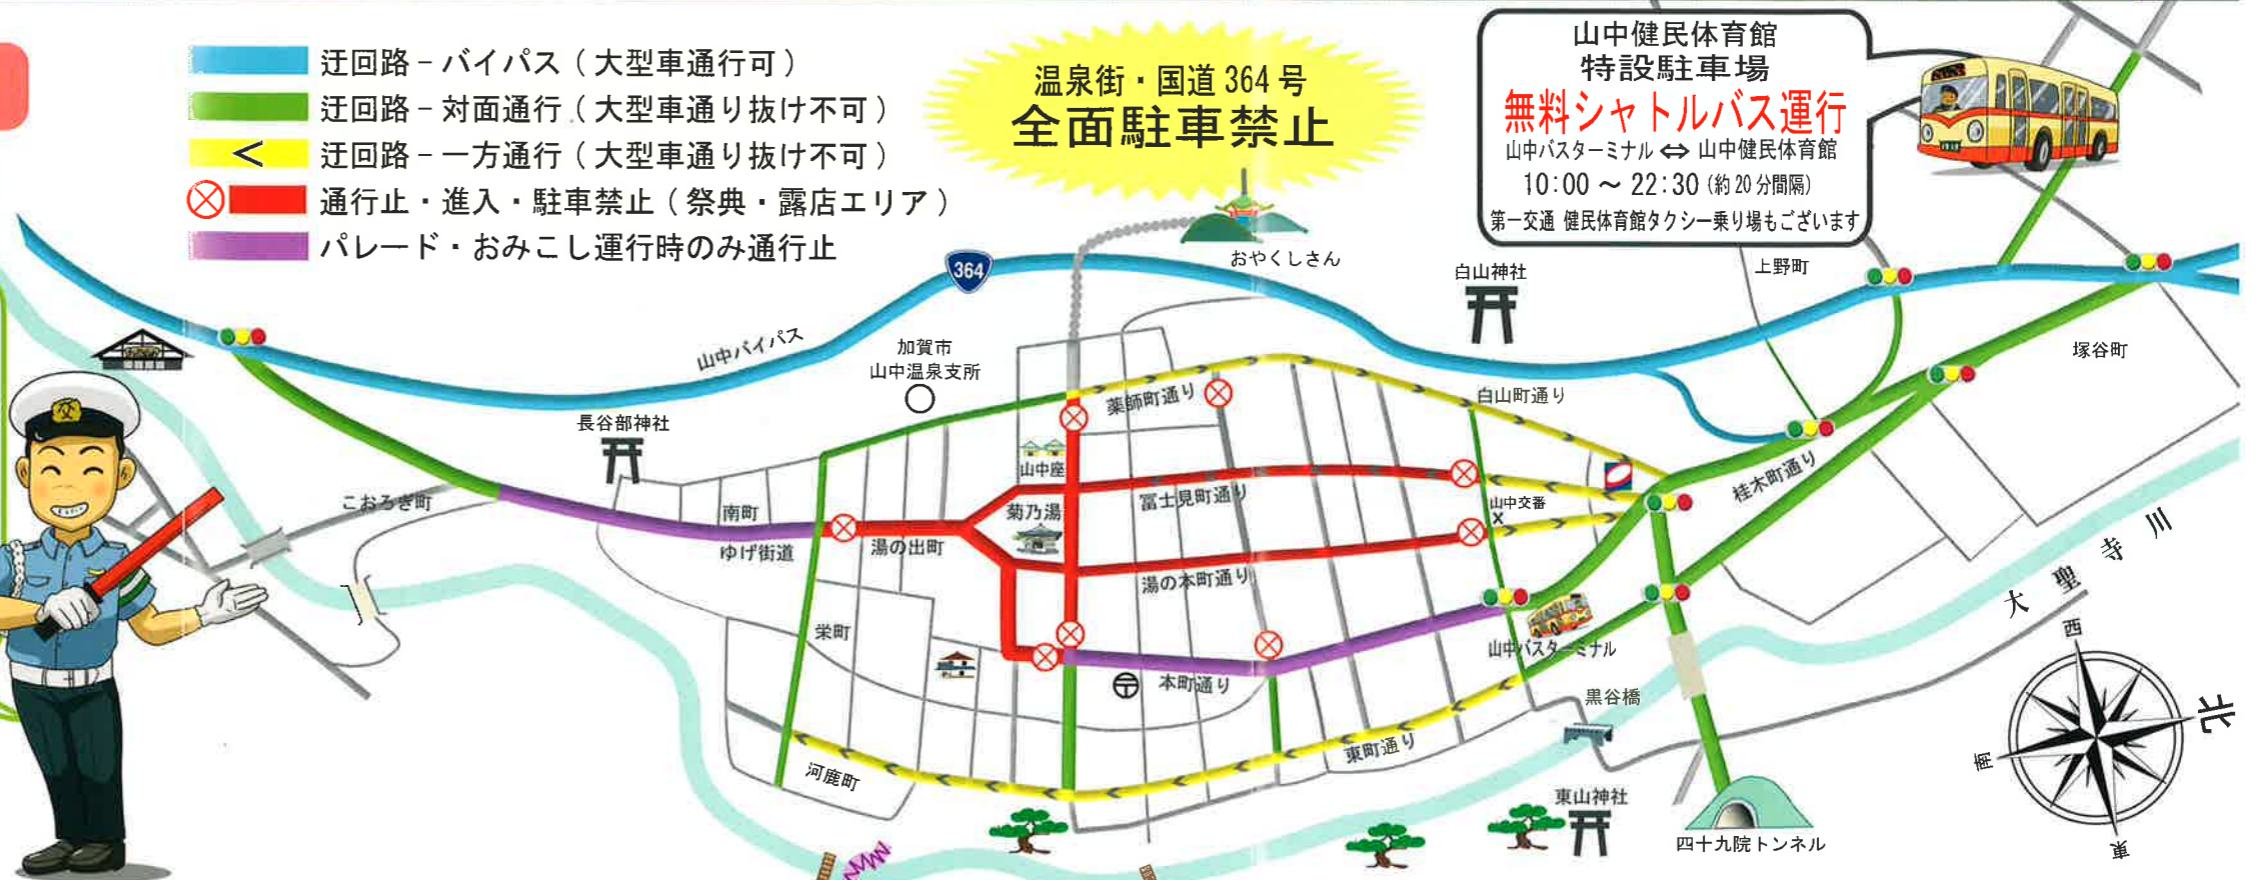 迂回路－バイパス（大型車通行可）
迂回路－対面通行（大型車通り抜け不可）
<
迂回路－一方通行（大型車通り抜け不可）
通行止・進入・駐車禁止（祭典・露店エリア）
パレード・おみこし運行時のみ通行止
温泉街・国道364号
全面駐車禁止
山中健民体育館
特設駐車場
無料シャトルバス運行
山中バスターミナル ⇔ 山中健民体育館
10:00 ～ 22:30（約20分間隔）
第一交通 健民体育館タクシー乗り場もございます
364
おやくしさん
白山神社
上野町
山中バイパス
加賀市
山中温泉支所
長谷部神社
薬師町通り
白山町通り
塚谷町
山中座
こおろぎ町
南町
菊乃湯
冨士見町通り
山中交番
X
桂木町通り
ゆげ街道
湯の出町
湯の本町通り
大聖寺川
栄町
山中バスターミナル
本町通り
黒谷橋
東町通り
河鹿町
東山神社
四十九院トンネル
西
北
南
東
交